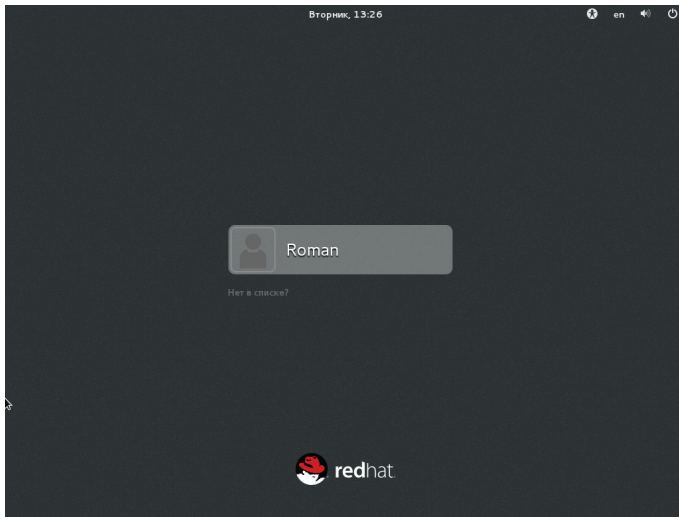 Вторник, 13:26
en
Roman
Нет в списке?
redhat.